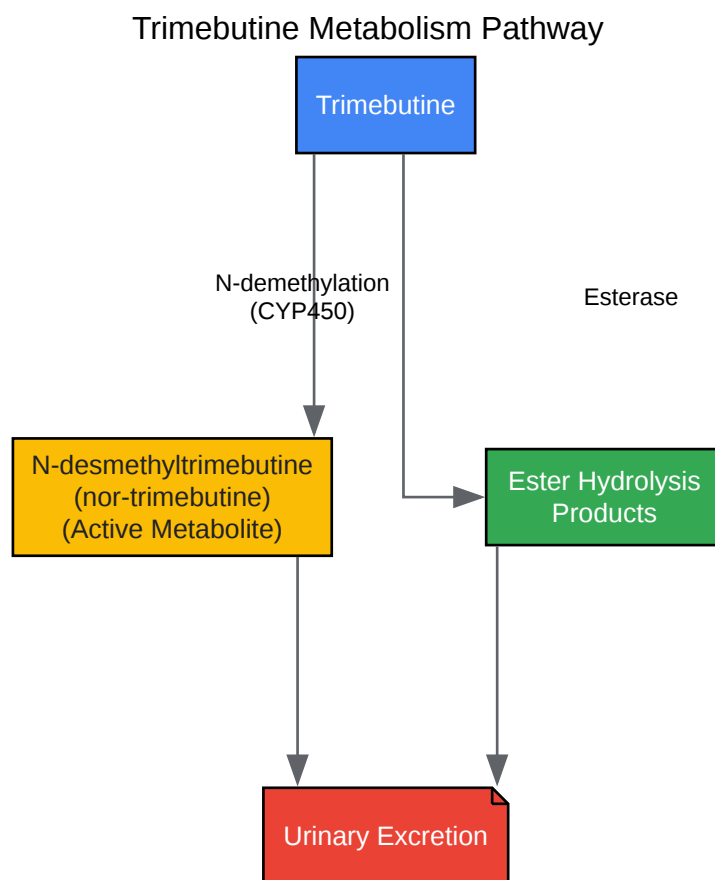 Trimebutine Metabolism Pathway
Trimebutine
N-demethylation
(CYP450)
Esterase
N-desmethyltrimebutine
(nor-trimebutine)
(Active Metabolite)
Ester Hydrolysis
Products
Urinary Excretion